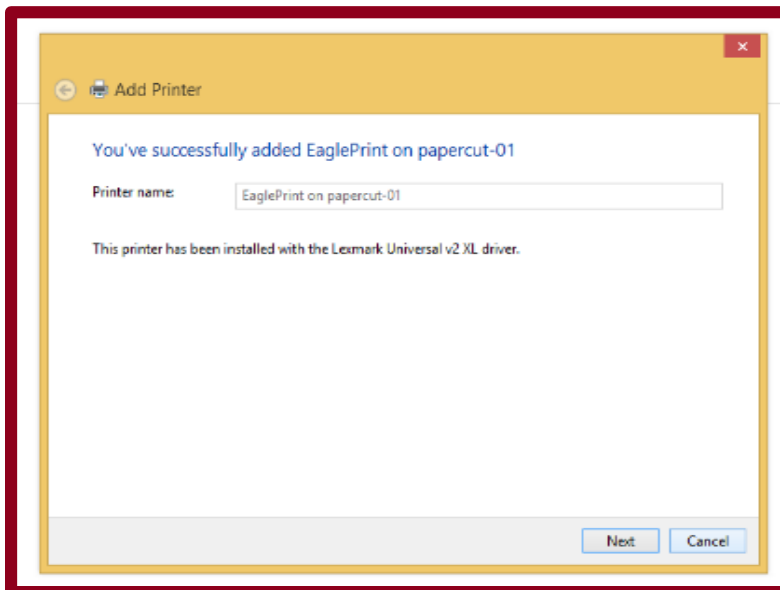 Add Printer
You've successfully added EaglePrint on papercut-01
Printer name: EaglePrint on papercut-01
This printer has been installed with the Lexmark Universal v2 XL driver.
Next Cancel